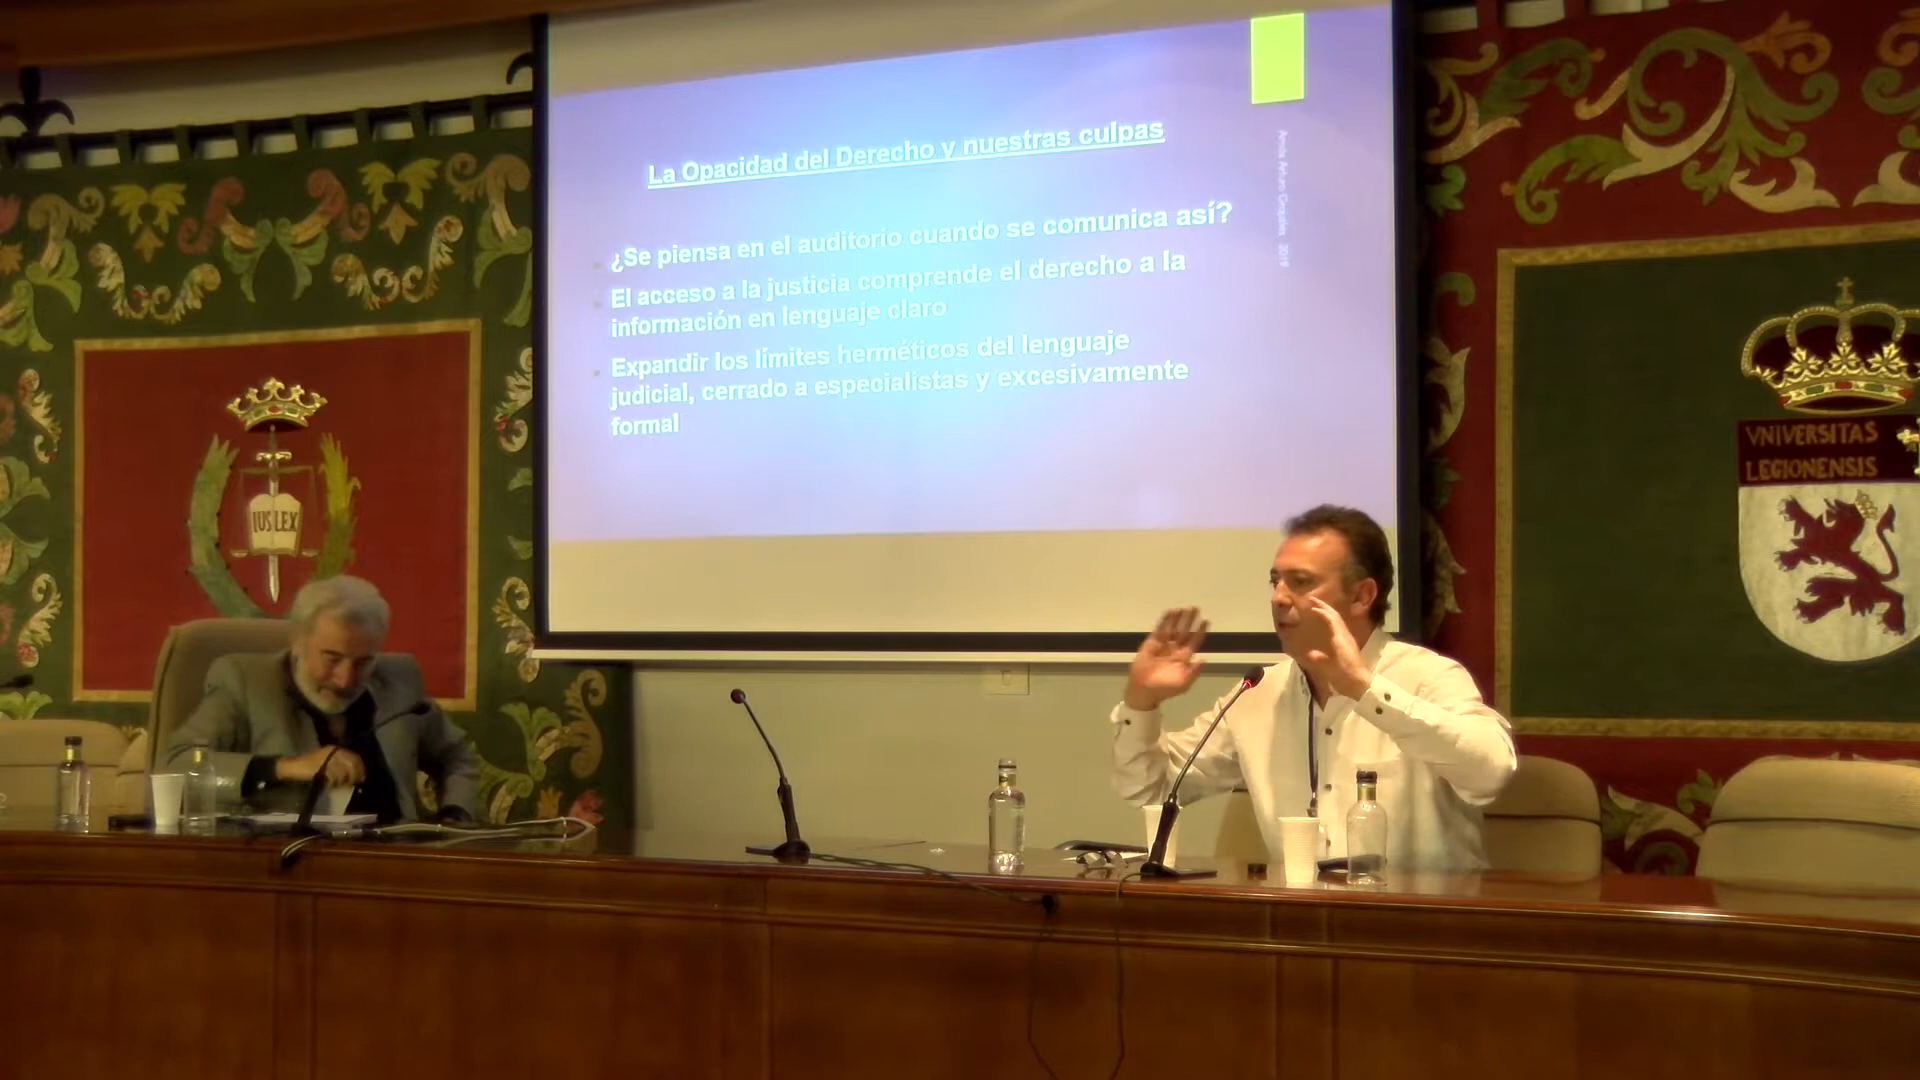 La Opacidad del Derecho y nuestras culpas
¿Se piensa en el auditorio cuando se comunica así?
El acceso a la justicia comprende el derecho a la
información en lenguaje claro
Expandir los límites herméticos del lenguaje
judicial, cerrado a especialistas y excesivamente
formal
2019
IUS LEX
VNIVERSITAS
LEGIONENSIS